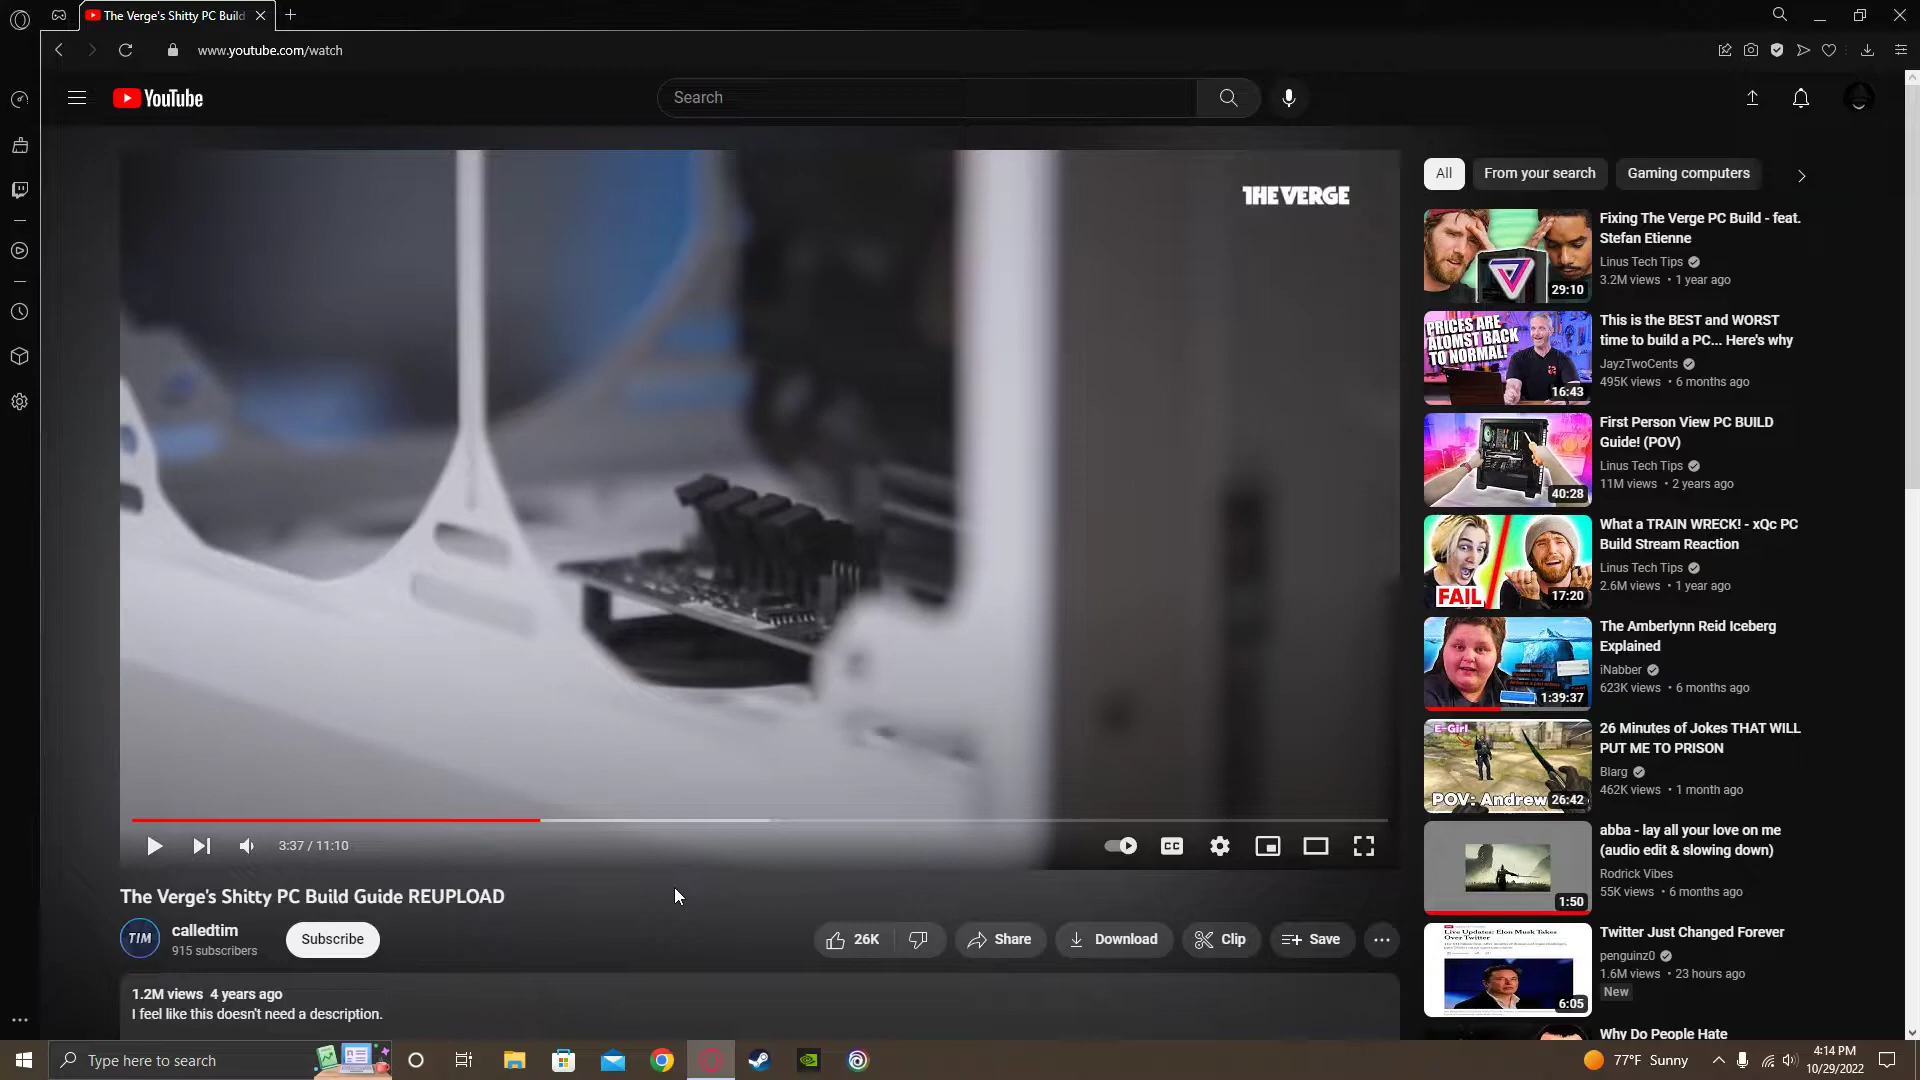 The Verge's Shitty PC Build
www.youtube.com/watch
YouTube
Search
THE VERGE
3:37 / 11:10
CC
The Verge's Shitty PC Build Guide REUPLOAD
TIM
calledtim
915 subscribers
Subscribe
26K
Share
Download
Clip
Save
1.2M views 4 years ago
I feel like this doesn't need a description.
All
From your search
Gaming computers
29:10
Fixing The Verge PC Build - feat.
Stefan Etienne
Linus Tech Tips
3.2M views • 1 year ago
PRICES ARE
ALOMST BACK
TO NORMAL!
16:43
This is the BEST and WORST
time to build a PC... Here's why
JayzTwoCents
495K views • 6 months ago
40:28
First Person View PC BUILD
Guide! (POV)
Linus Tech Tips
11M views • 2 years ago
FAIL
17:20
What a TRAIN WRECK! - xQc PC
Build Stream Reaction
Linus Tech Tips
2.6M views • 1 year ago
1:39:37
The Amberlynn Reid Iceberg
Explained
iNabber
623K views • 6 months ago
E-Girl
POV: Andrew
26:42
26 Minutes of Jokes THAT WILL
PUT ME TO PRISON
Blarg
462K views • 1 month ago
1:50
abba - lay all your love on me
(audio edit & slowing down)
Rodrick Vibes
55K views • 6 months ago
Live Updates: Elon Musk Takes
Over Twitter
6:05
Twitter Just Changed Forever
penguinz0
1.6M views • 23 hours ago
New
Why Do People Hate
Type here to search
77°F Sunny
4:14 PM
10/29/2022